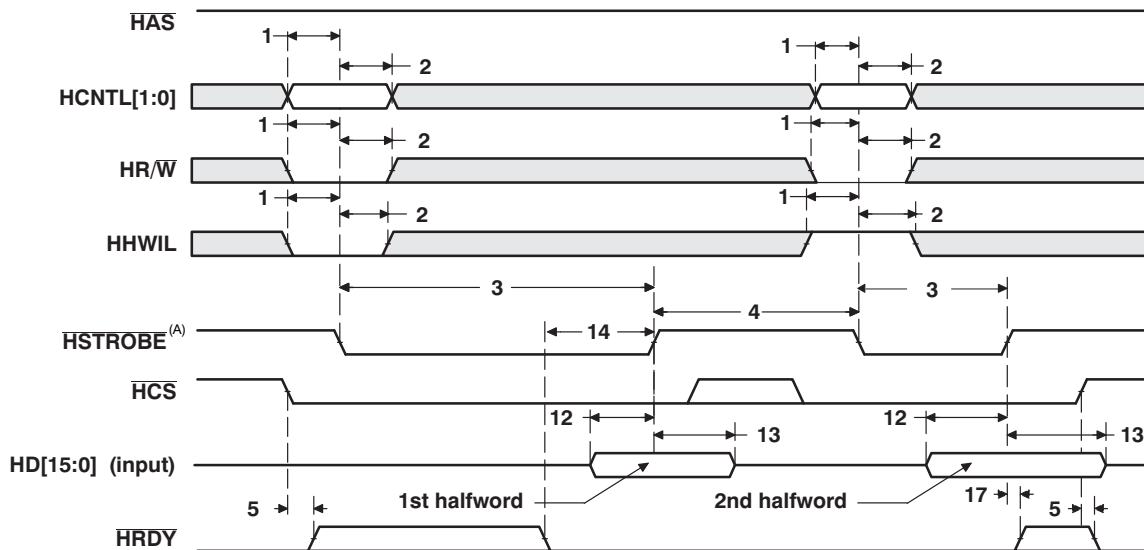 HAS
1
1
2
2
HCNTL[1:0]
1
1
2
2
HR/W
1
1
2
2
HHWIL
3
3
4
14
HSTROBE(A)
HCS
12
12
13
13
HD[15:0] (input)
1st halfword
2nd halfword
17
5
5
HRDY